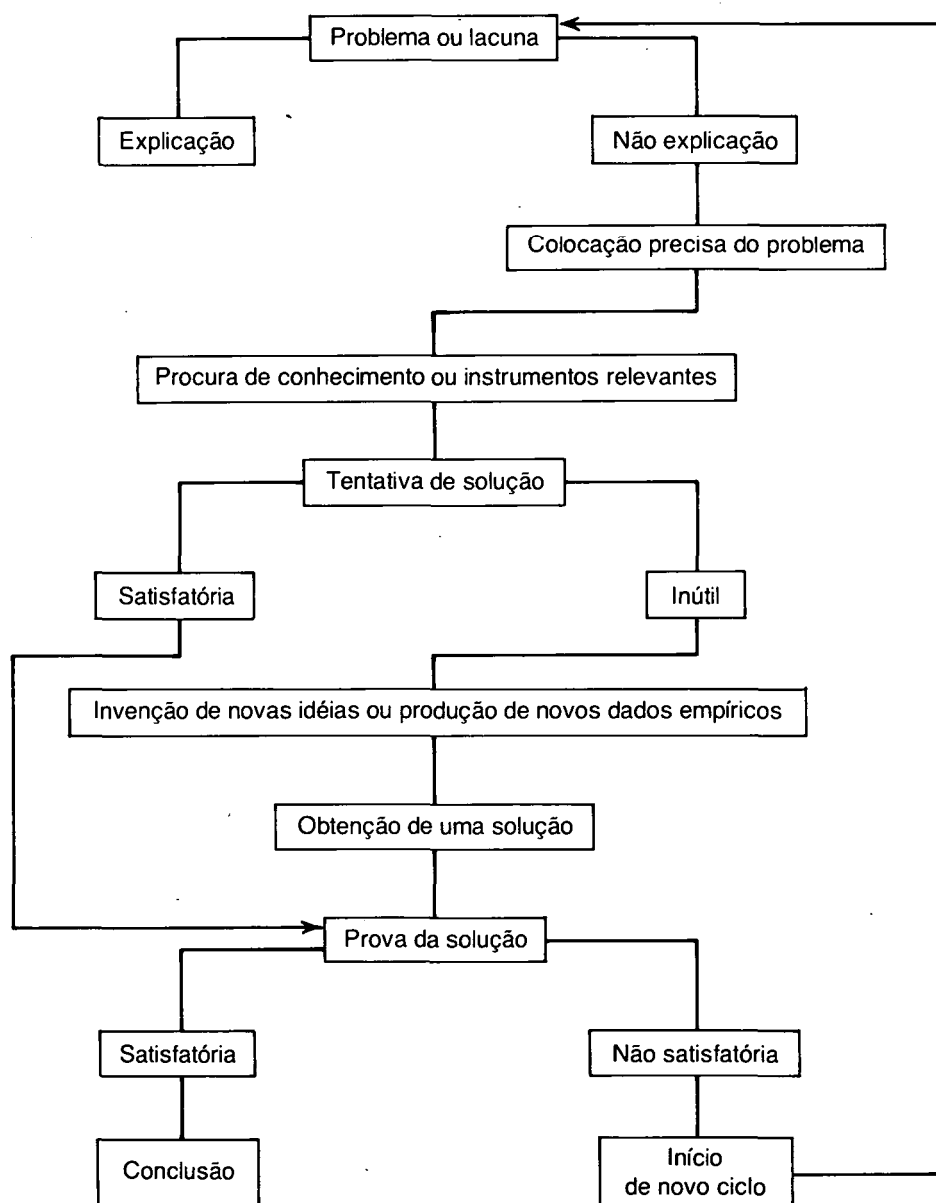 Problema ou lacuna
Explicação
Não explicação
Colocação precisa do problema
Procura de conhecimento ou instrumentos relevantes
Tentativa de solução
Satisfatória
Inútil
Invenção de novas idéias ou produção de novos dados empíricos
Obtenção de uma solução
Prova da solução
Satisfatória
Não satisfatória
Conclusão
Início
de novo ciclo